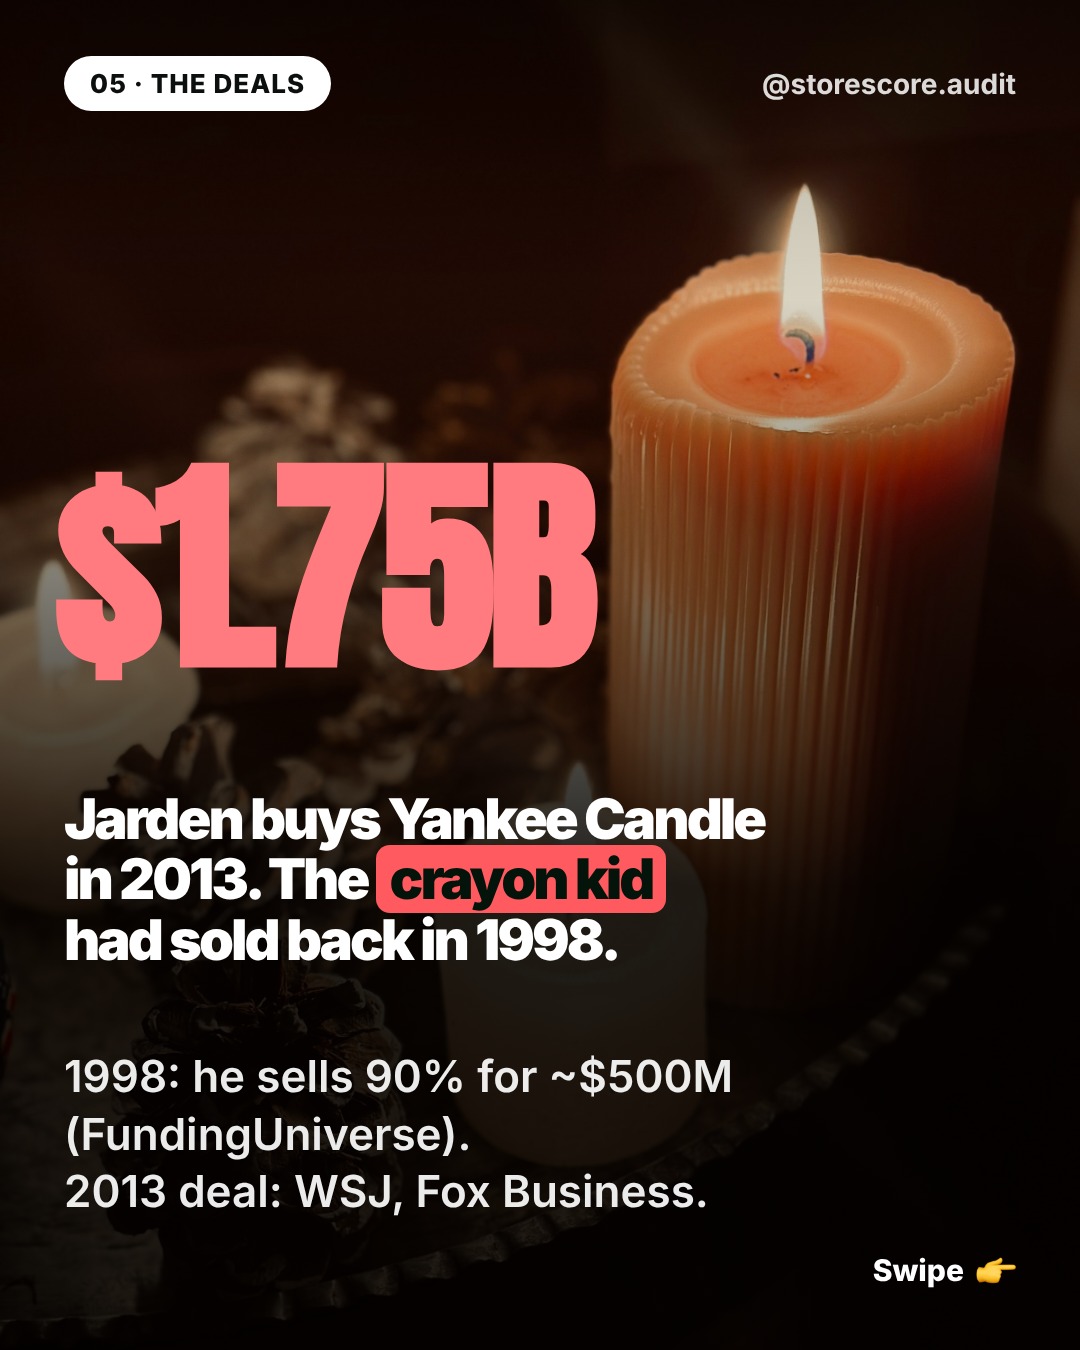 05 · THE DEALS
@storescore.audit
$1.75B
Jarden buys Yankee Candle
in 2013. The crayon kid
had sold back in 1998.
1998: he sells 90% for ~$500M
(FundingUniverse).
2013 deal: WSJ, Fox Business.
Swipe 👉